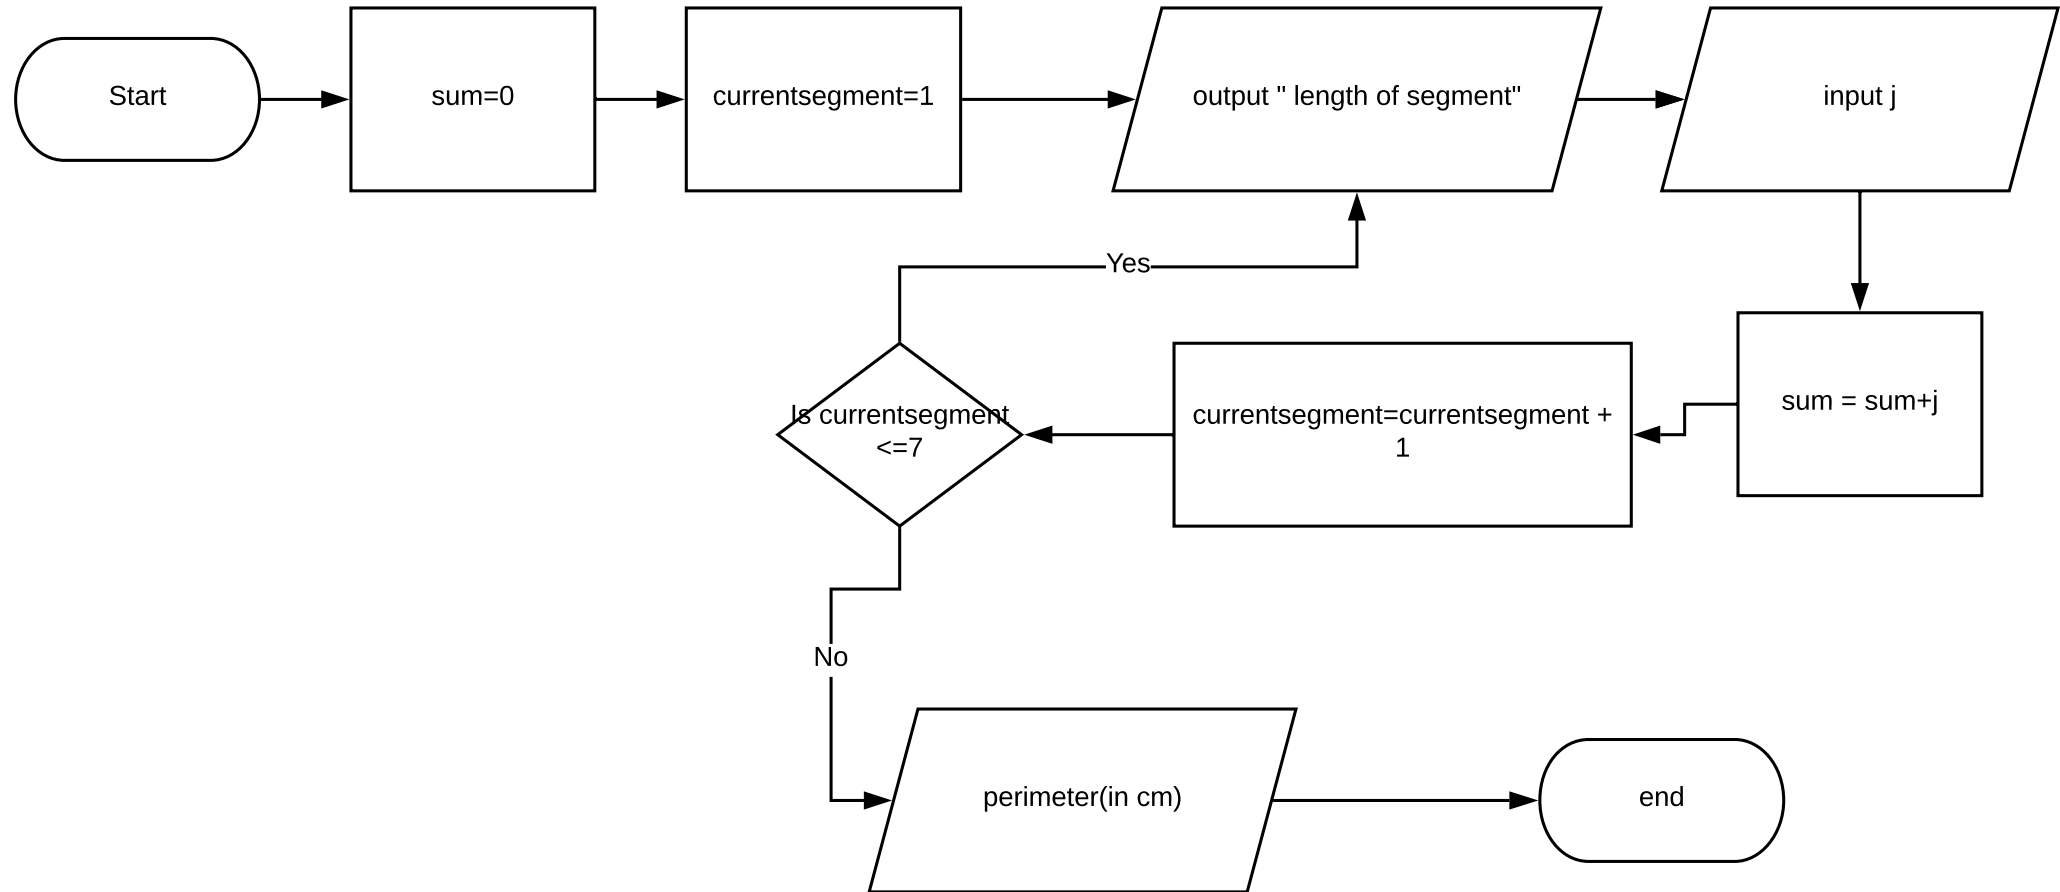 Start
sum=0
currentsegment=1
output " length of segment"
input j
Yes
sum = sum+j
currentsegment=currentsegment +
1
Is currentsegment
<=7
No
perimeter(in cm)
end